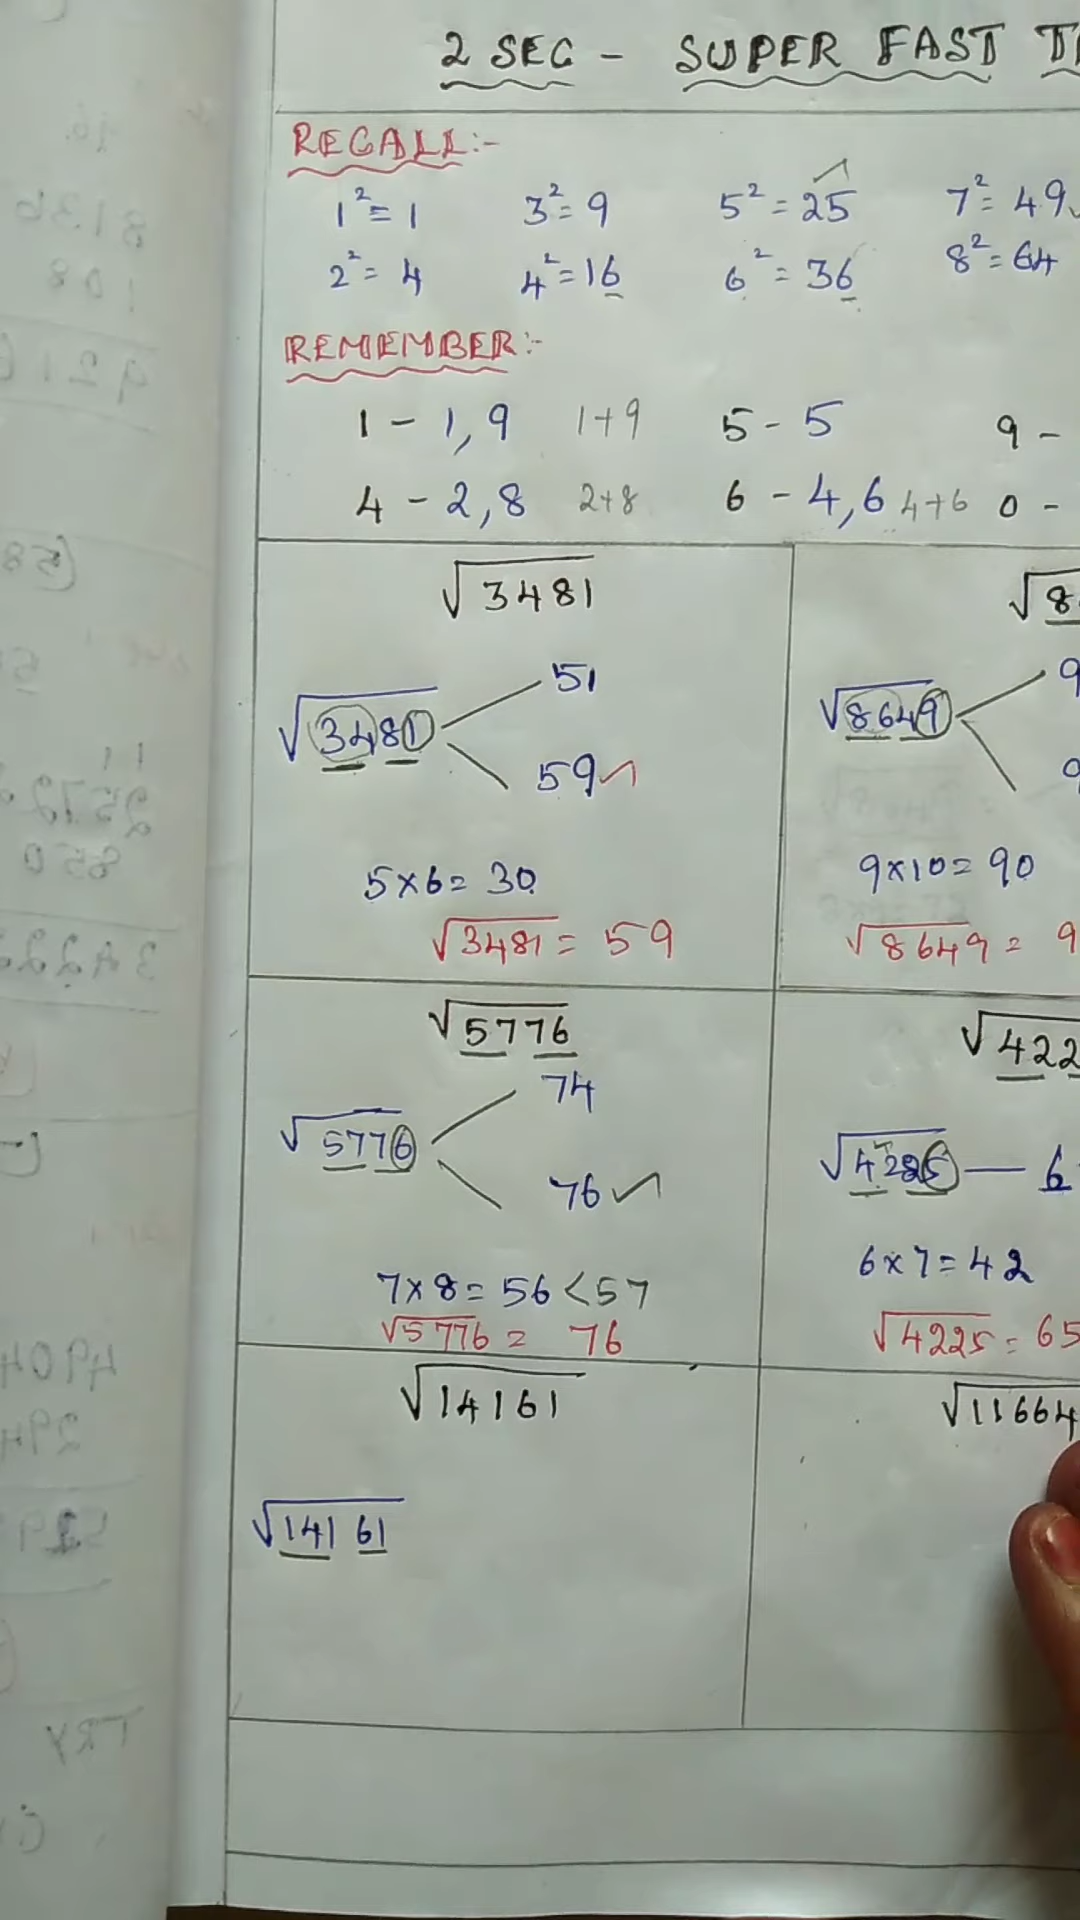 2 SEC - SUPER FAST
RECALL:-
1² = 1 3² = 9 5² = 25 7² = 49
2² = 4 4² = 16 6² = 36 8² = 64
REMEMBER:-
1 - 1, 9 1+9 5 - 5 9 -
4 - 2, 8 2+8 6 - 4, 6 4+6 0 -
√3481
51
√3481
59
5×6 = 30
√3481 = 59
√8649
9×10 = 90
√8649 =
√5776
74
√5776
76
7×8 = 56 < 57
√5776 = 76
√4225
6×7 = 42
√4225 = 65
√14161
√14161
√11664